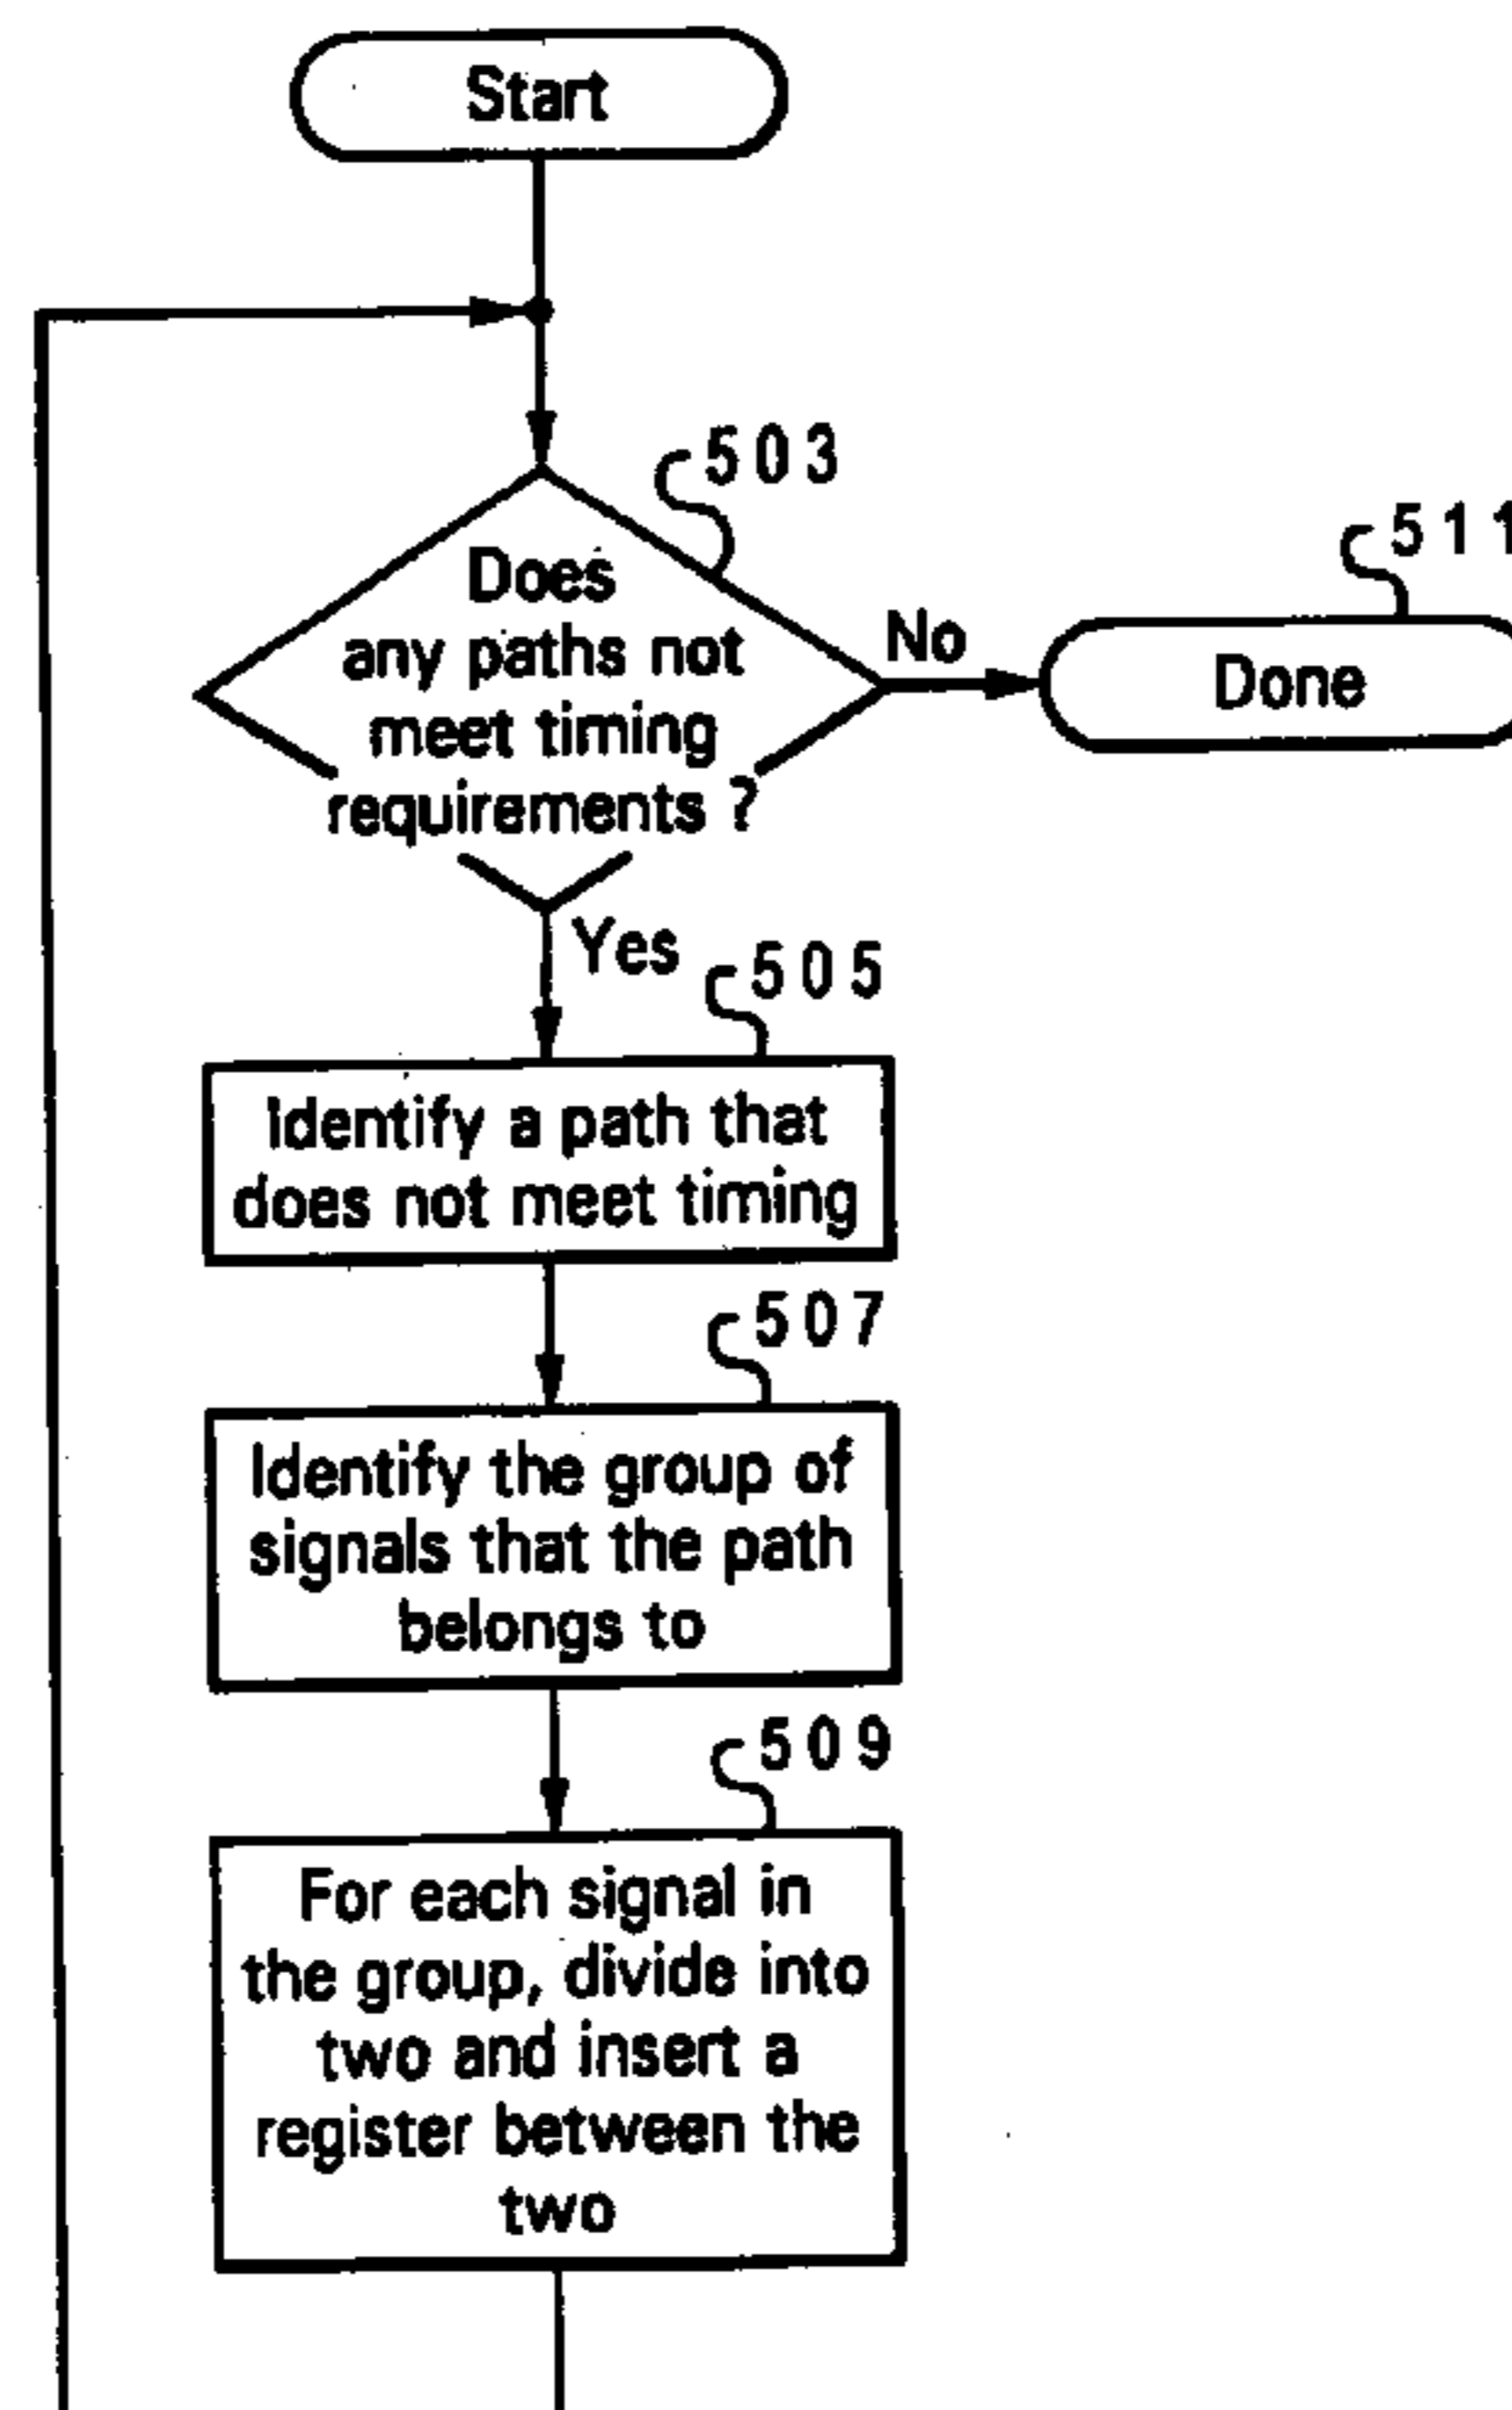 Start
503
Does
any paths not
meet timing
requirements ?
No
511
Done
Yes
505
Identify a path that
does not meet timing
507
Identify the group of
signals that the path
belongs to
509
For each signal in
the group, divide into
two and insert a
register between the
two